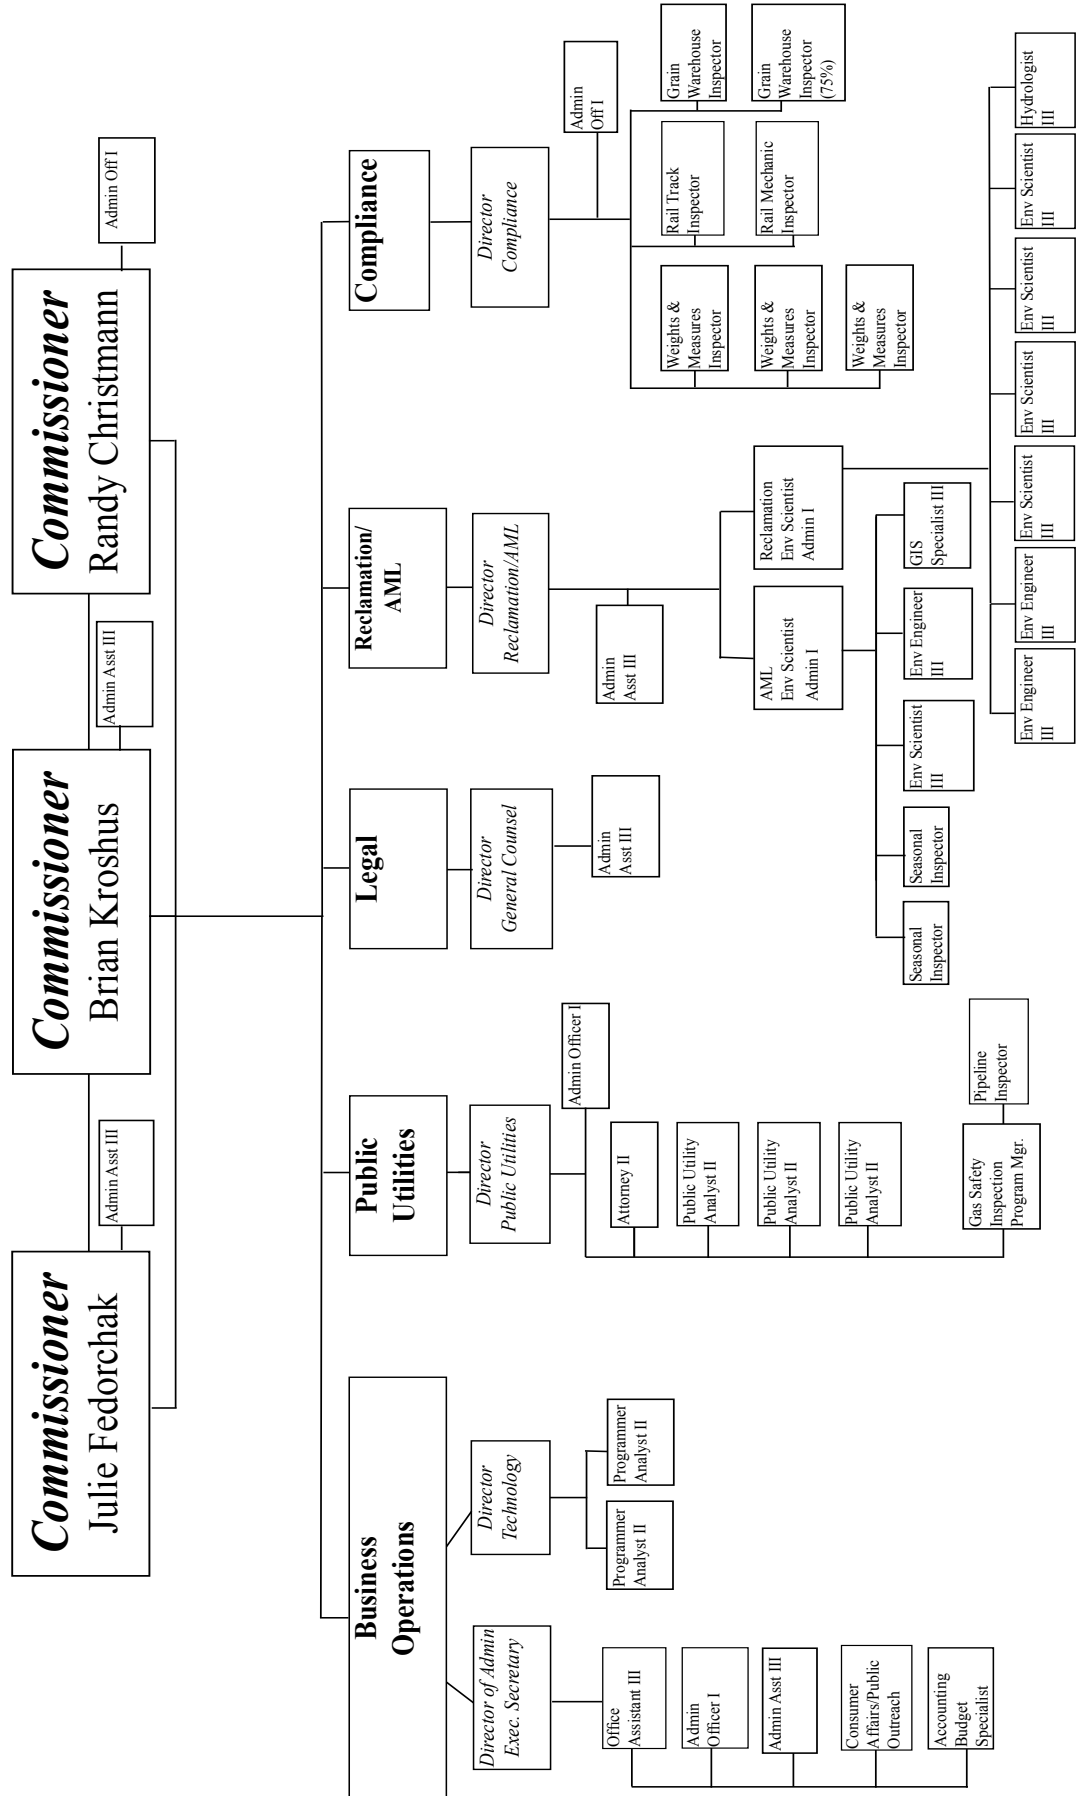 Commissioner
Julie Fedorchak
Admin Asst III
Commissioner
Brian Kroshus
Admin Asst III
Commissioner
Randy Christmann
Admin Off I
Business
Operations
Director of Admin
Exec. Secretary
Office
Assistant III
Admin
Officer I
Admin Asst III
Consumer
Affairs/Public
Outreach
Accounting
Budget
Specialist
Director
Technology
Programmer
Analyst II
Programmer
Analyst II
Public
Utilities
Director
Public Utilities
Admin Officer I
Attorney II
Public Utility
Analyst II
Public Utility
Analyst II
Public Utility
Analyst II
Gas Safety
Inspection
Program Mgr.
Pipeline
Inspector
Legal
Director
General Counsel
Admin
Asst III
Reclamation/
AML
Director
Reclamation/AML
Admin
Asst III
AML
Env Scientist
Admin I
Reclamation
Env Scientist
Admin I
Seasonal
Inspector
Seasonal
Inspector
Env Scientist
III
Env Engineer
III
GIS
Specialist III
Env Engineer
III
Env Engineer
III
Env Scientist
III
Env Scientist
III
Env Scientist
III
Env Scientist
III
Hydrologist
III
Compliance
Director
Compliance
Admin
Off I
Weights &
Measures
Inspector
Weights &
Measures
Inspector
Weights &
Measures
Inspector
Rail Track
Inspector
Rail Mechanic
Inspector
Grain
Warehouse
Inspector
Grain
Warehouse
Inspector
(75%)